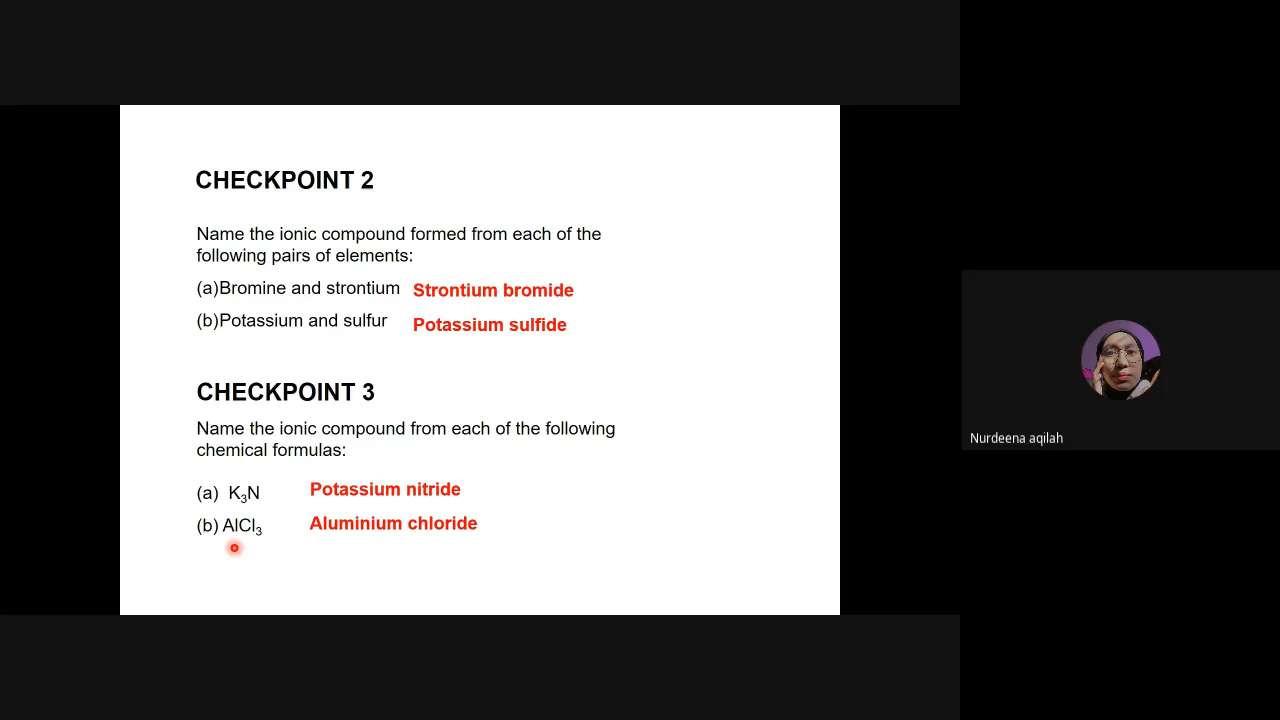 CHECKPOINT 2
Name the ionic compound formed from each of the
following pairs of elements:
(a)Bromine and strontium Strontium bromide
(b)Potassium and sulfur Potassium sulfide
CHECKPOINT 3
Name the ionic compound from each of the following
chemical formulas:
(a) K₃N Potassium nitride
(b) AlCl₃ Aluminium chloride
Nurdeena aqilah